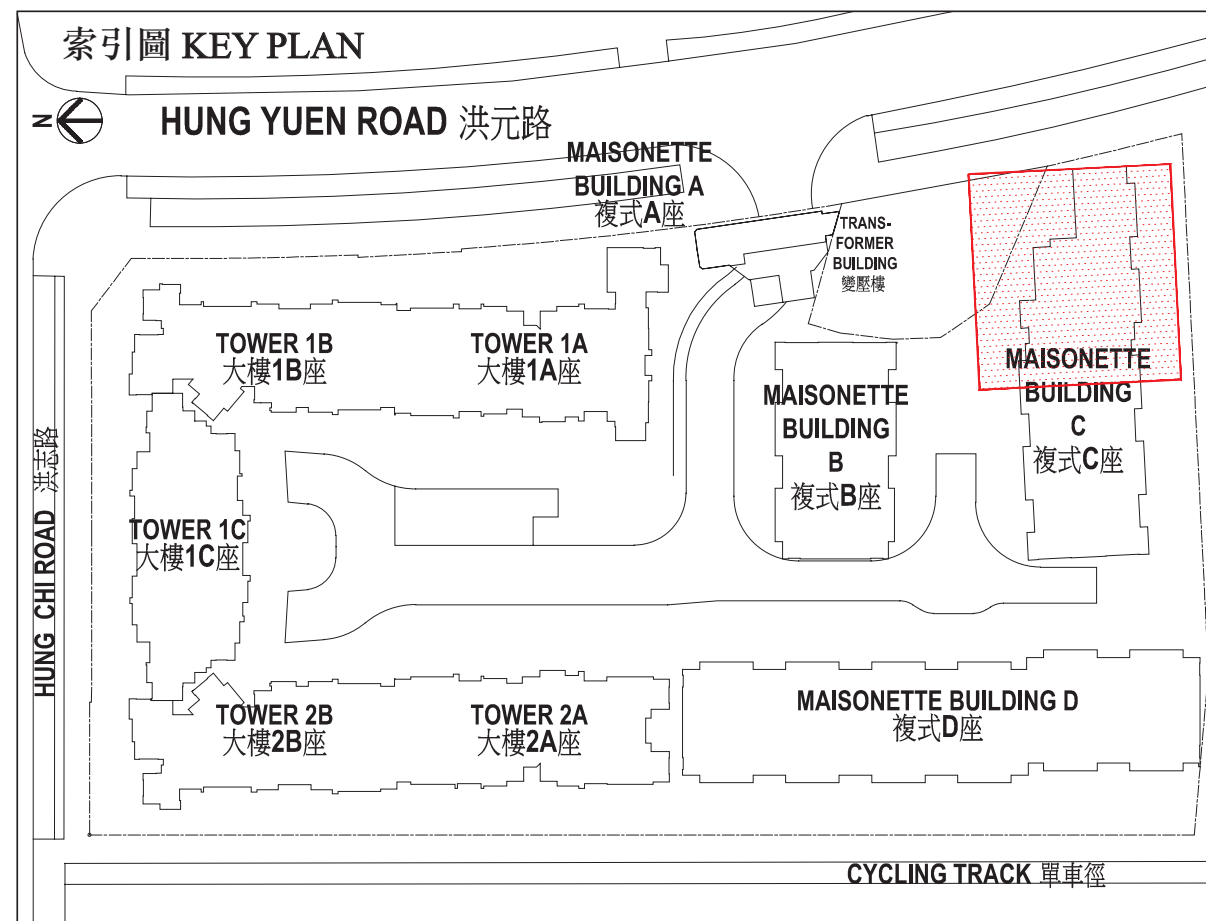 索引圖 KEY PLAN
N
HUNG YUEN ROAD 洪元路
MAISONETTE
BUILDING A
複式A座
TRANS-
FORMER
BUILDING
變壓樓
TOWER 1B
大樓1B座
TOWER 1A
大樓1A座
MAISONETTE
BUILDING
B
複式B座
MAISONETTE
BUILDING
C
複式C座
HUNG CHI ROAD 洪志路
TOWER 1C
大樓1C座
TOWER 2B
大樓2B座
TOWER 2A
大樓2A座
MAISONETTE BUILDING D
複式D座
CYCLING TRACK 單車徑